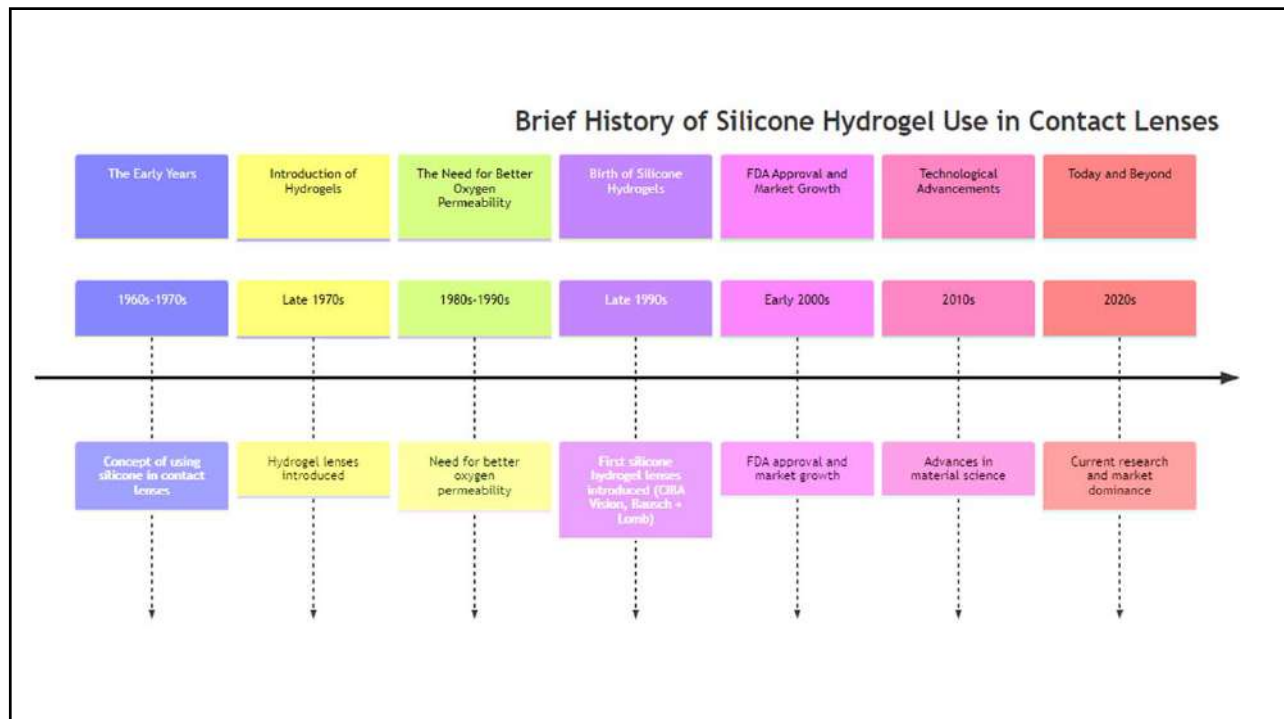 Brief History of Silicone Hydrogel Use in Contact Lenses
The Early Years
Introduction of
Hydrogels
The Need for Better
Oxygen
Permeability
Birth of Silicone
Hydrogels
FDA Approval and
Market Growth
Technological
Advancements
Today and Beyond
1960s-1970s
Late 1970s
1980s-1990s
Late 1990s
Early 2000s
2010s
2020s
Concept of using
silicone in contact
lenses
Hydrogel lenses
introduced
Need for better
oxygen
permeability
First silicone
hydrogel lenses
introduced (CIBA
Vision, Bausch +
Lomb)
FDA approval and
market growth
Advances in
material science
Current research
and market
dominance